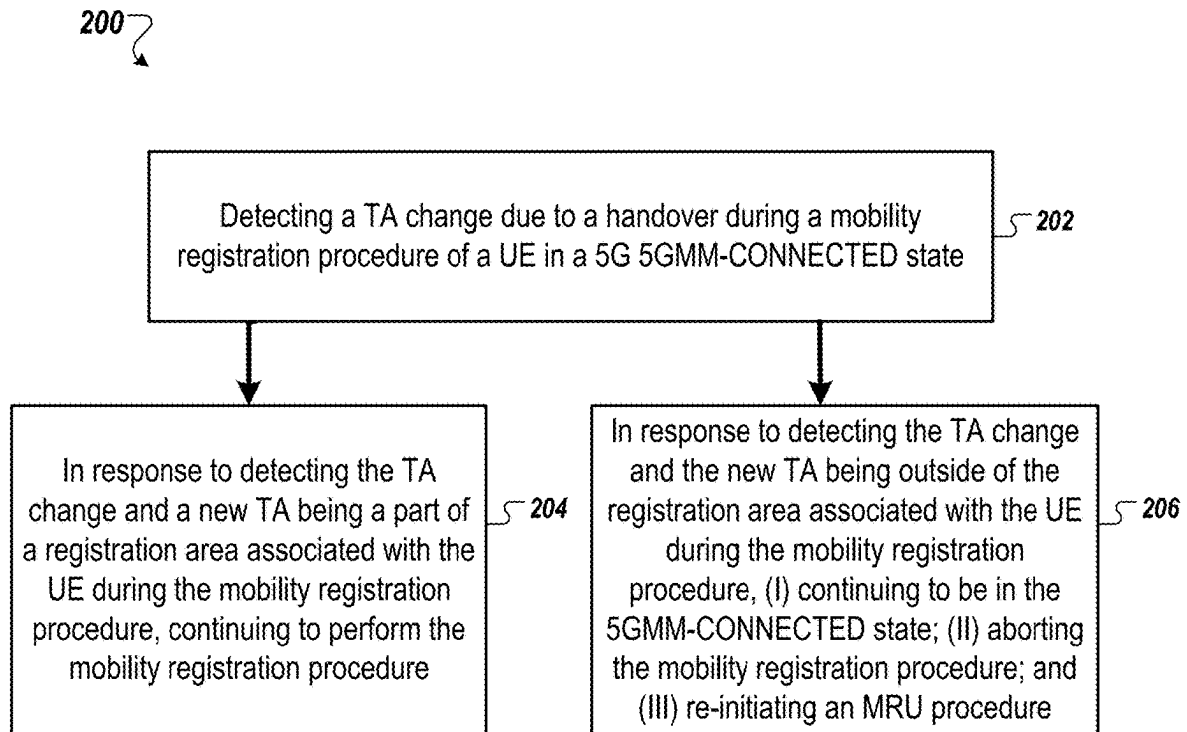 200
Detecting a TA change due to a handover during a mobility
registration procedure of a UE in a 5G 5GMM-CONNECTED state
202
In response to detecting the TA
change and a new TA being a part of
a registration area associated with the
UE during the mobility registration
procedure, continuing to perform the
mobility registration procedure
204
In response to detecting the TA change
and the new TA being outside of the
registration area associated with the UE
during the mobility registration
procedure, (I) continuing to be in the
5GMM-CONNECTED state; (II) aborting
the mobility registration procedure; and
(III) re-initiating an MRU procedure
206